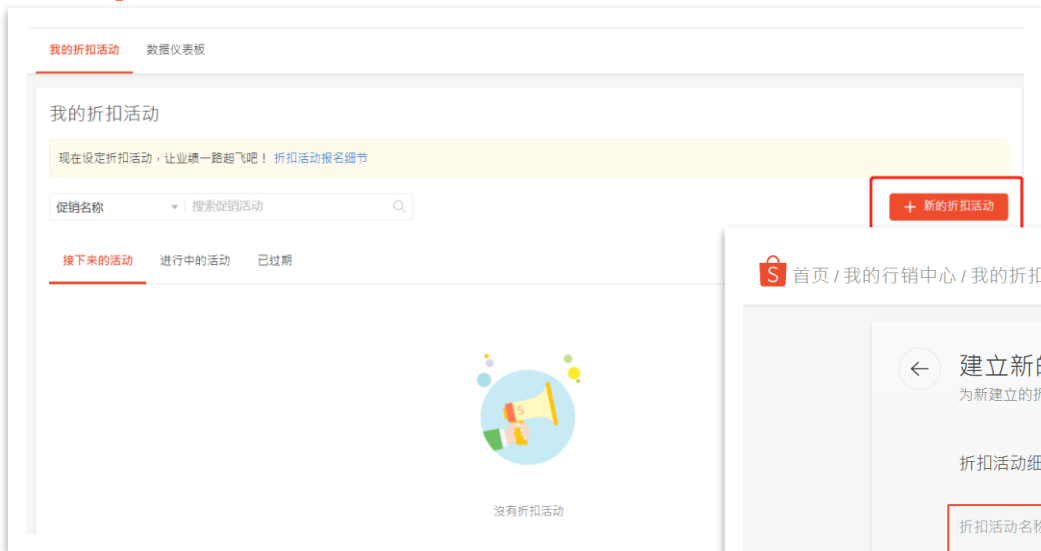 我的折扣活动 数据仪表板
我的折扣活动
现在设定折扣活动，让业绩一路起飞吧！ 折扣活动报名细节
促销名称 搜索促销活动
+ 新的折扣活动
接下来的活动 进行中的活动 已过期
S
沒有折扣活动
S 首页 / 我的行销中心 / 我的折扣
建立新
为新建立的折
折扣活动细
折扣活动名称